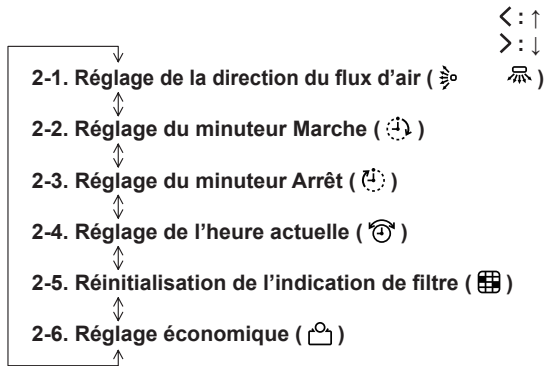 < : ↑
> : ↓
2-1. Réglage de la direction du flux d’air ( )
2-2. Réglage du minuteur Marche ( )
2-3. Réglage du minuteur Arrêt ( )
2-4. Réglage de l’heure actuelle ( )
2-5. Réinitialisation de l’indication de filtre ( )
2-6. Réglage économique ( )